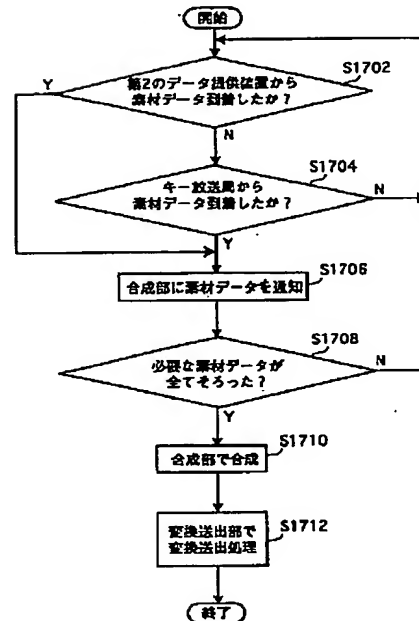 開始
S1702
Y
第2のデータ提供装置から
素材データ到着したか?
N
S1704
キー放送局から
素材データ到着したか?
N
Y
S1706
合成部に素材データを通知
S1708
必要な素材データが
全てそろった?
N
Y
S1710
合成部で合成
S1712
変換送出部で
変換送出処理
終了